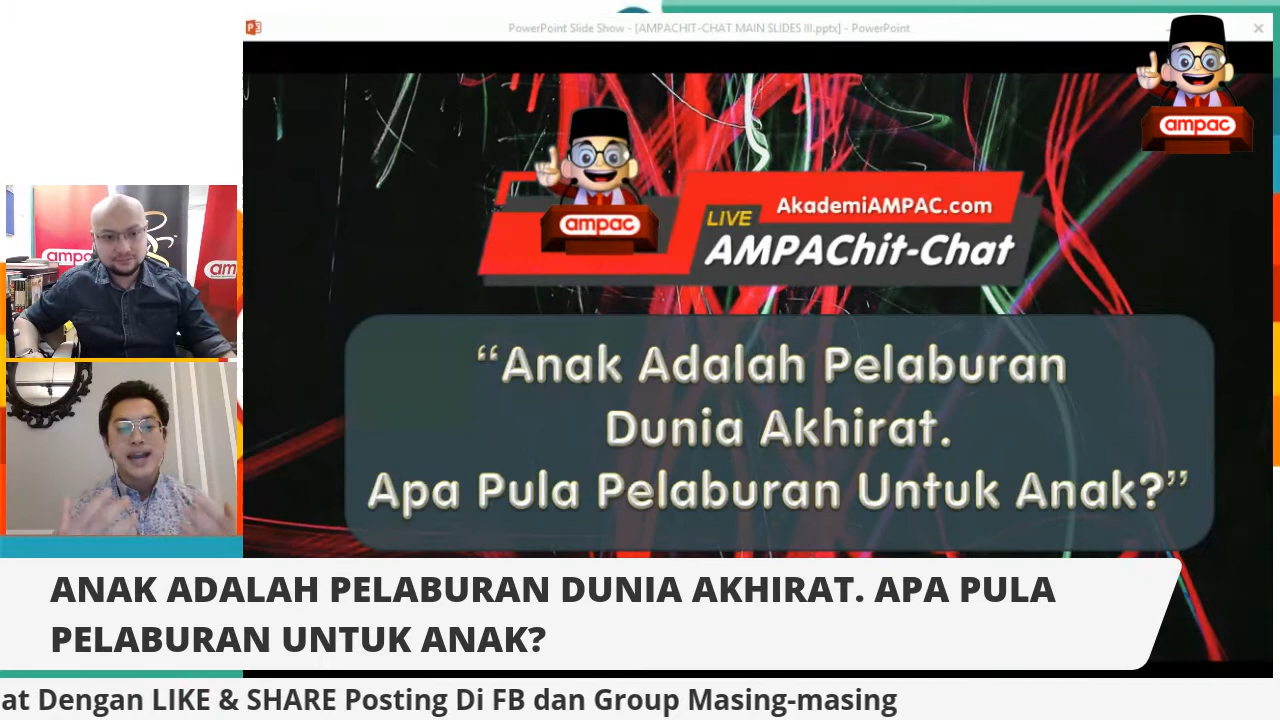 PowerPoint Slide Show - [AMPACHIT-CHAT MAIN SLIDES III.pptx] - PowerPoint
ampac
ampac
LIVE
AkademiAMPAC.com
AMPAChit-Chat
“Anak Adalah Pelaburan
Dunia Akhirat.
Apa Pula Pelaburan Untuk Anak?”
ampac
am
ANAK ADALAH PELABURAN DUNIA AKHIRAT. APA PULA
PELABURAN UNTUK ANAK?
at Dengan LIKE & SHARE Posting Di FB dan Group Masing-masing